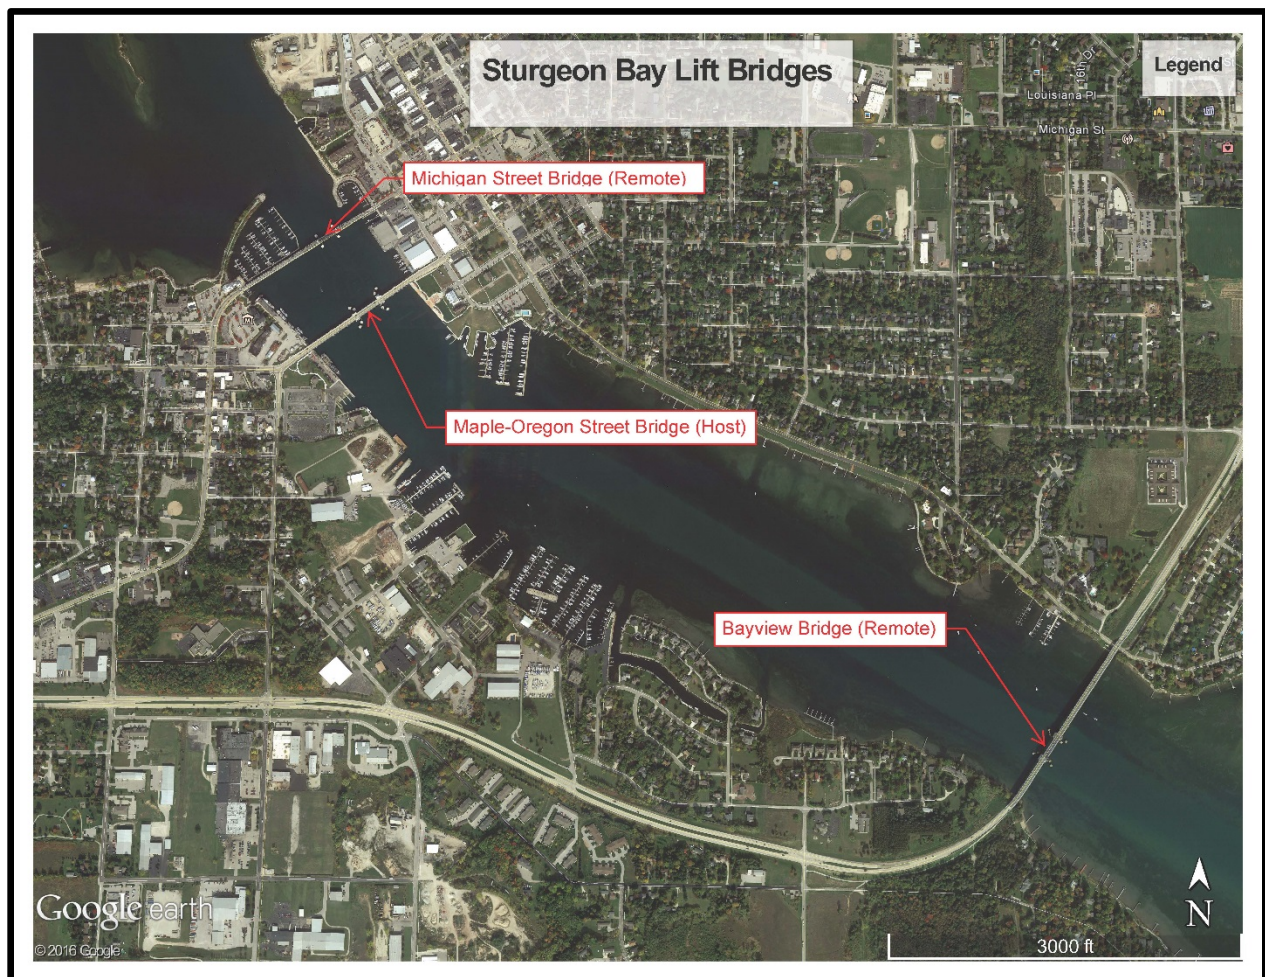 Sturgeon Bay Lift Bridges
Legend
16th Dr
Louisiana Pl
Michigan St
Michigan Street Bridge (Remote)
Maple-Oregon Street Bridge (Host)
Bayview Bridge (Remote)
N
Google earth
© 2016 Google
3000 ft